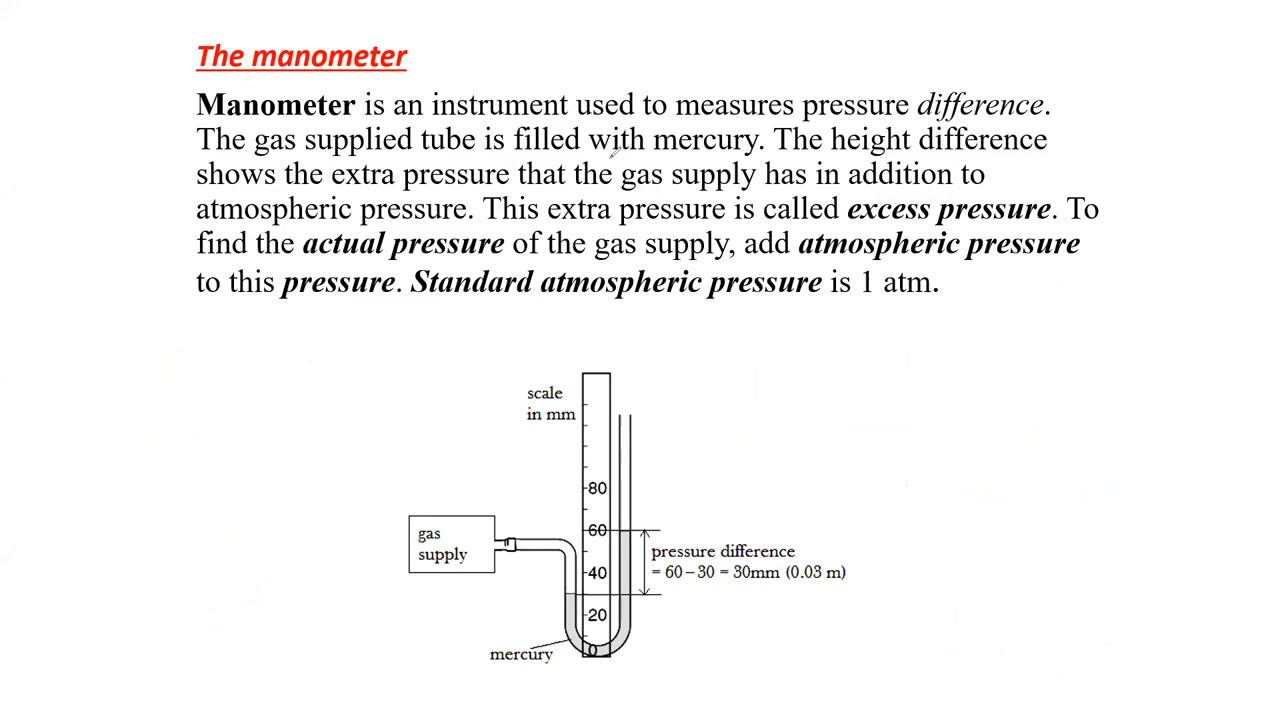 The manometer
Manometer is an instrument used to measures pressure difference.
The gas supplied tube is filled with mercury. The height difference
shows the extra pressure that the gas supply has in addition to
atmospheric pressure. This extra pressure is called excess pressure. To
find the actual pressure of the gas supply, add atmospheric pressure
to this pressure. Standard atmospheric pressure is 1 atm.
scale
in mm
80
60
gas
supply
pressure difference
= 60 – 30 = 30mm (0.03 m)
40
20
0
mercury